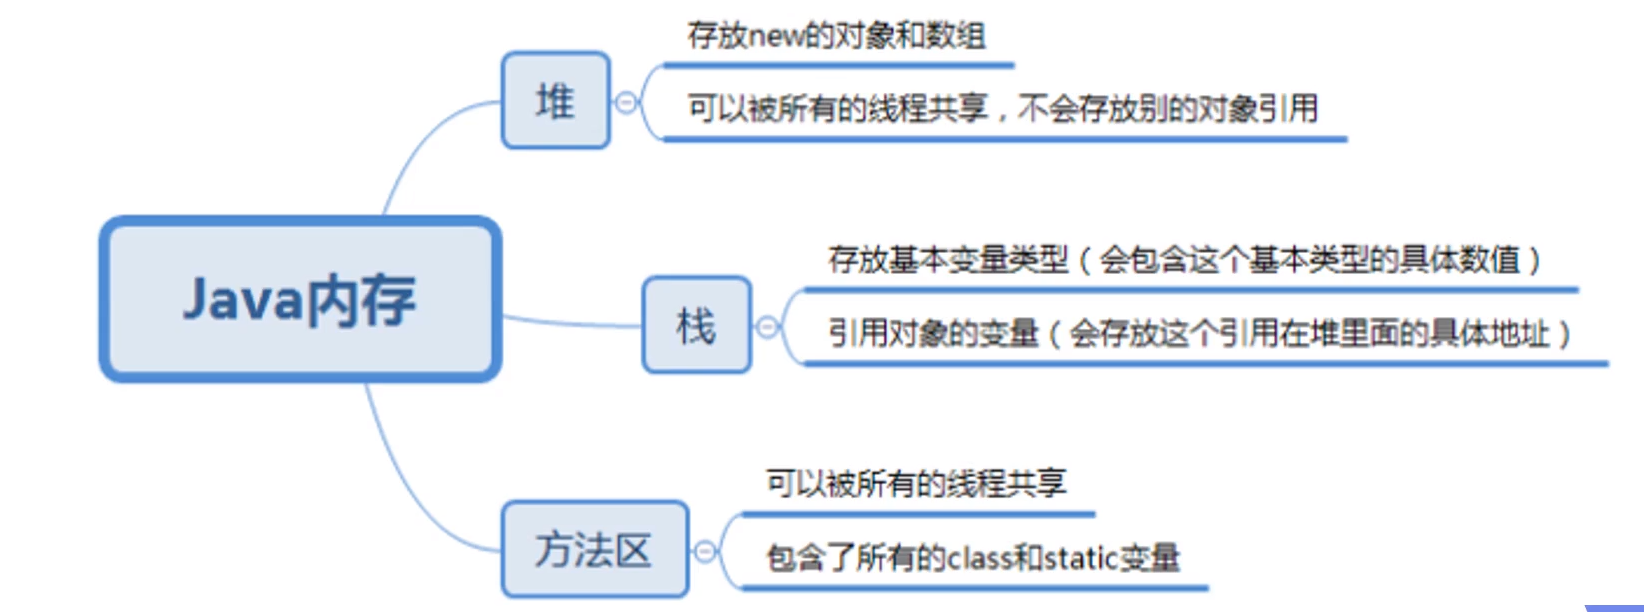 存放new的对象和数组
堆
可以被所有的线程共享，不会存放别的对象引用
存放基本变量类型（会包含这个基本类型的具体数值）
Java内存
栈
引用对象的变量（会存放这个引用在堆里面的具体地址）
可以被所有的线程共享
方法区
包含了所有的class和static变量